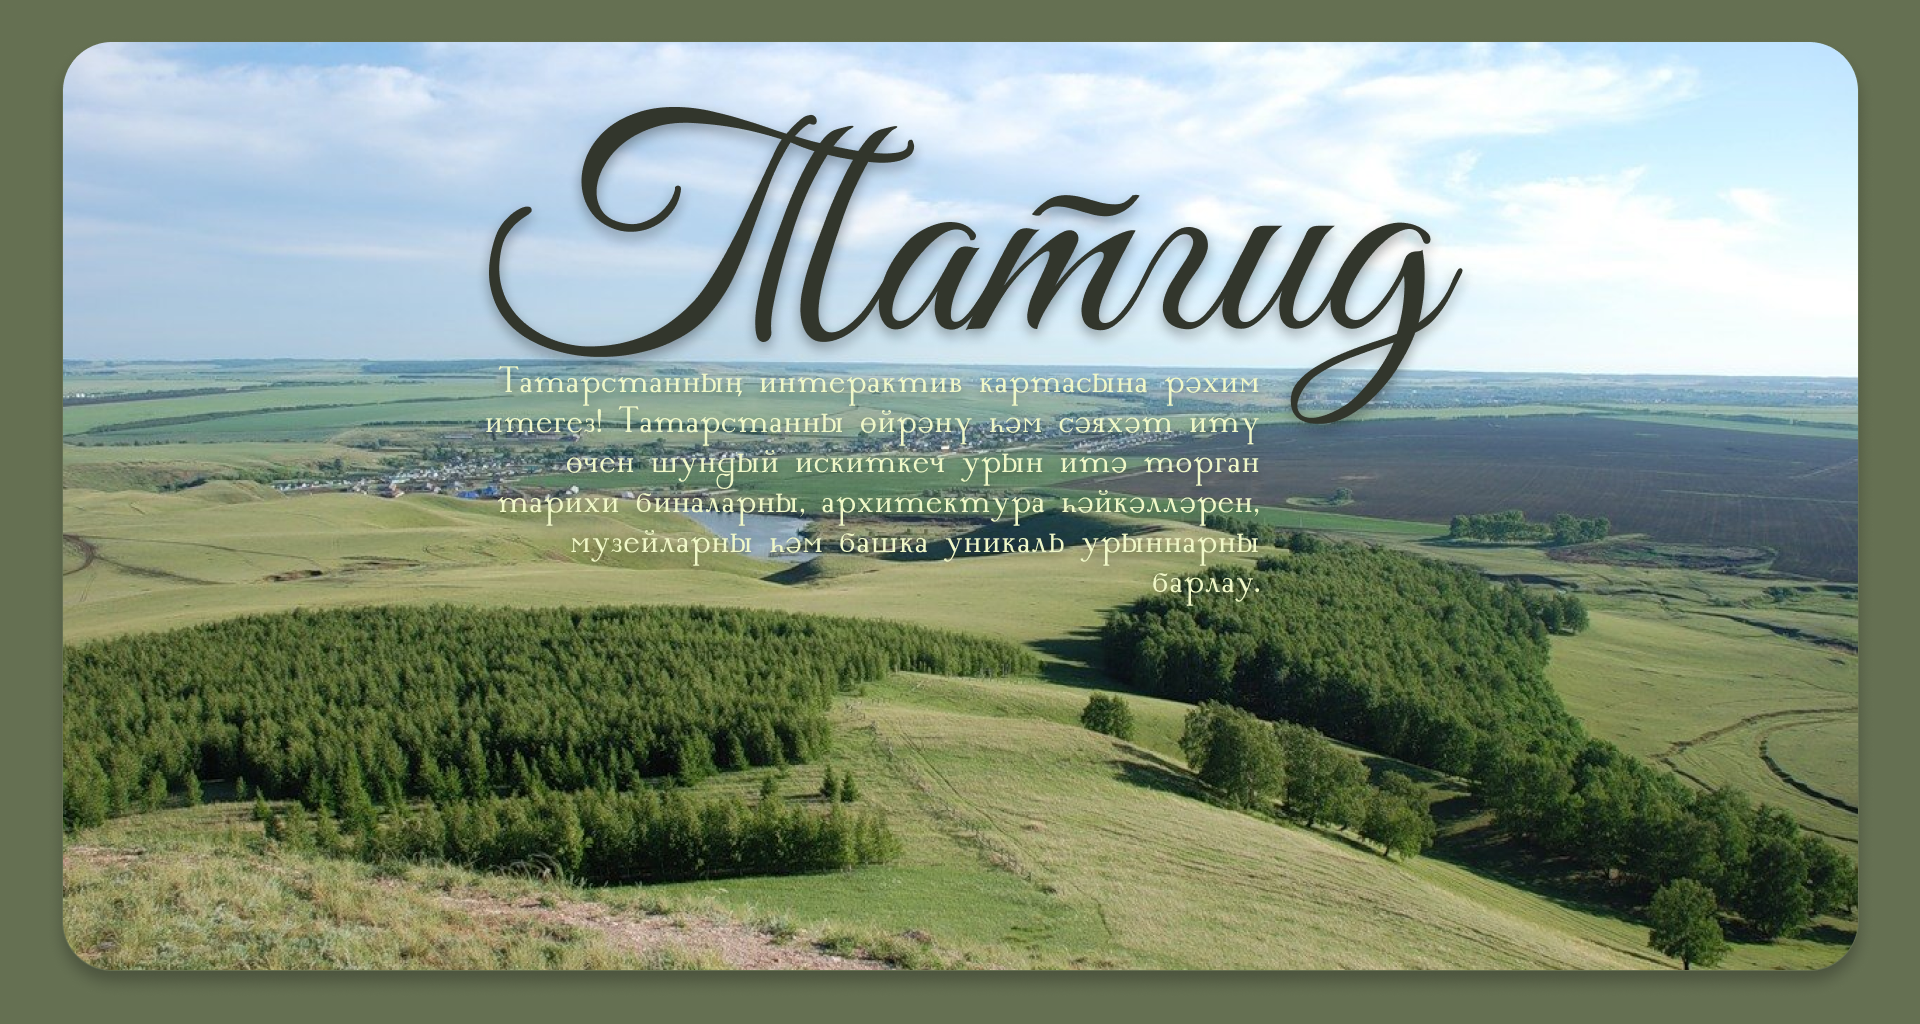 Татгид
Татарстанның интерактив картасына рәхим
итегез! Татарстанны өйрәнү һәм сәяхәт итү
өчен шундый искиткеч урын итә торган
тарихи биналарны, архитектура һәйкәлләрен,
музейларны һәм башка уникаль урыннарны
барлау.